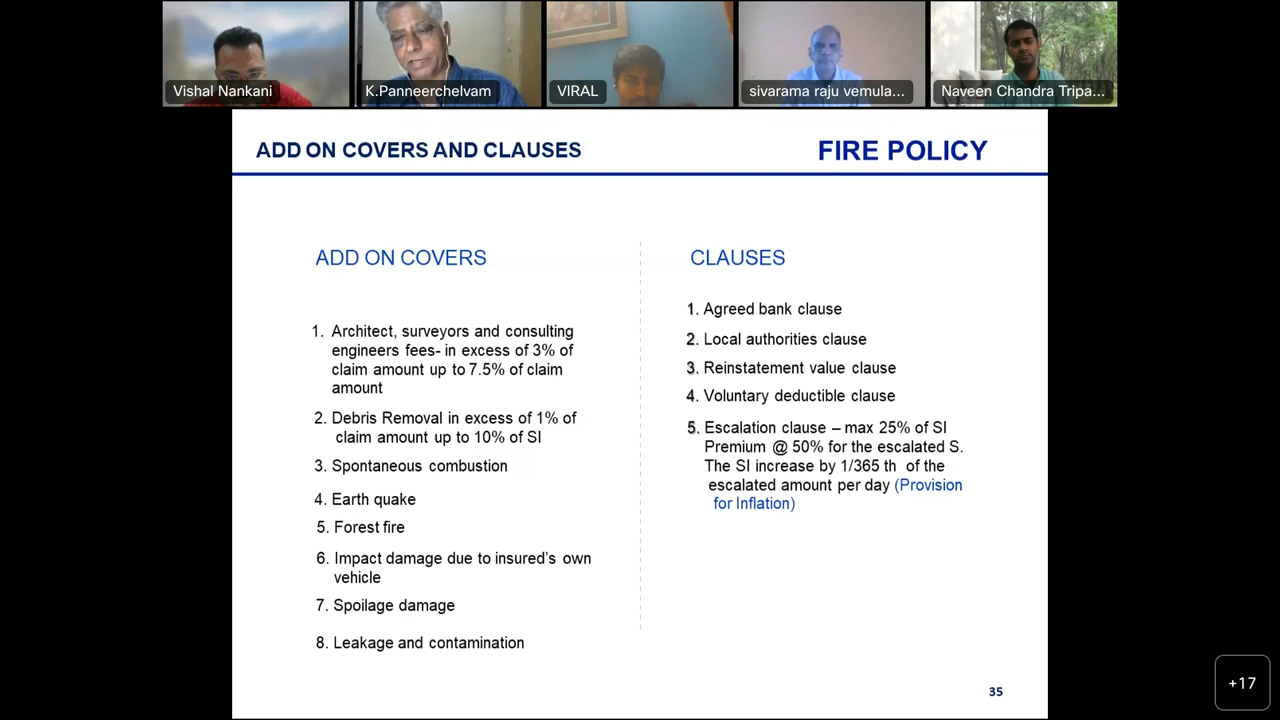 Vishal Nankani
K.Panneerchelvam
VIRAL
sivarama raju vemula...
Naveen Chandra Tripa...
ADD ON COVERS AND CLAUSES
FIRE POLICY
ADD ON COVERS
1. Architect, surveyors and consulting
engineers fees- in excess of 3% of
claim amount up to 7.5% of claim
amount
2. Debris Removal in excess of 1% of
claim amount up to 10% of SI
3. Spontaneous combustion
4. Earth quake
5. Forest fire
6. Impact damage due to insured's own
vehicle
7. Spoilage damage
8. Leakage and contamination
CLAUSES
1. Agreed bank clause
2. Local authorities clause
3. Reinstatement value clause
4. Voluntary deductible clause
5. Escalation clause – max 25% of SI
Premium @ 50% for the escalated S.
The SI increase by 1/365 th of the
escalated amount per day (Provision
for Inflation)
35
+17